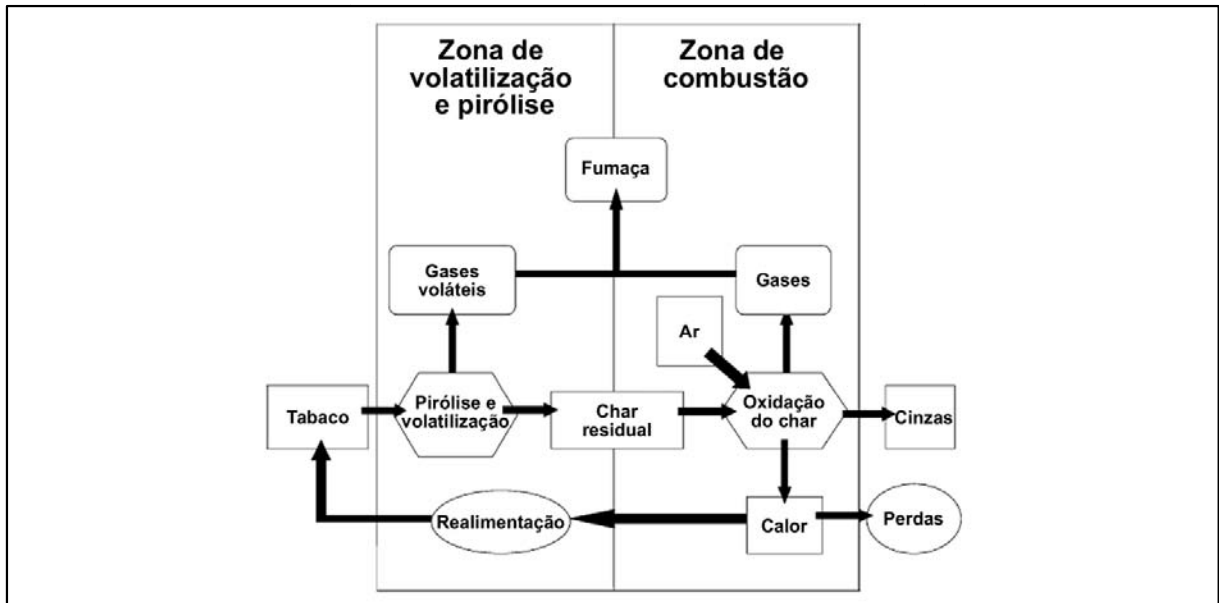 Zona de
volatilização
e pirólise
Zona de
combustão
Fumaça
Gases
voláteis
Gases
Ar
Tabaco
Pirólise e
volatilização
Char
residual
Oxidação
do char
Cinzas
Realimentação
Calor
Perdas